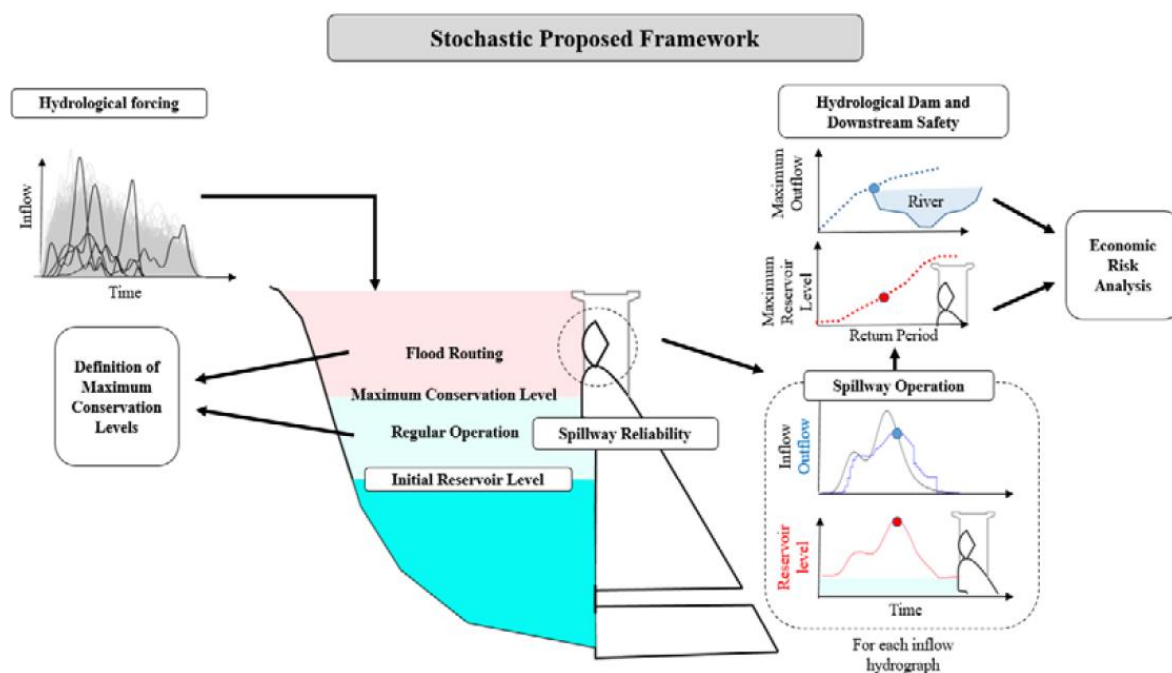 Stochastic Proposed Framework
Hydrological forcing
Inflow
Time
Definition of
Maximum
Conservation
Levels
Flood Routing
Maximum Conservation Level
Regular Operation
Spillway Reliability
Initial Reservoir Level
Hydrological Dam and
Downstream Safety
Maximum
Outflow
River
Maximum
Reservoir
Level
Return Period
Economic
Risk
Analysis
Spillway Operation
Inflow
Outflow
Reservoir
level
Time
For each inflow
hydrograph